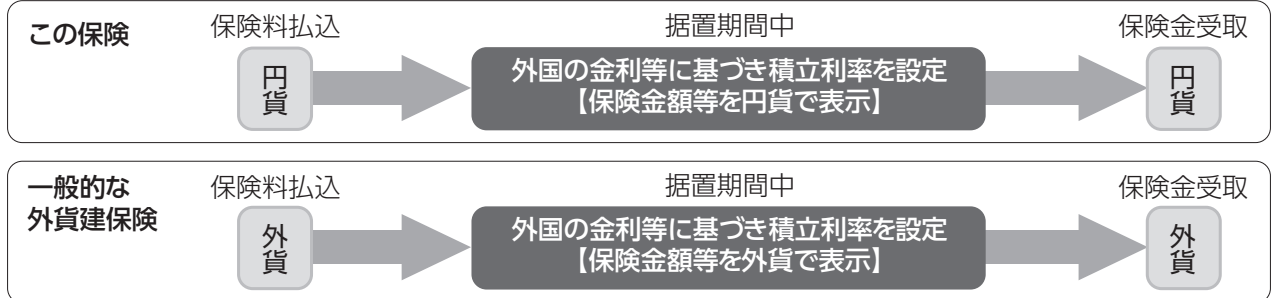 この保険
保険料払込
据置期間中
保険金受取
円貨
外国の金利等に基づき積立利率を設定
【保険金額等を円貨で表示】
円貨
一般的な
外貨建保険
保険料払込
据置期間中
保険金受取
外貨
外国の金利等に基づき積立利率を設定
【保険金額等を外貨で表示】
外貨